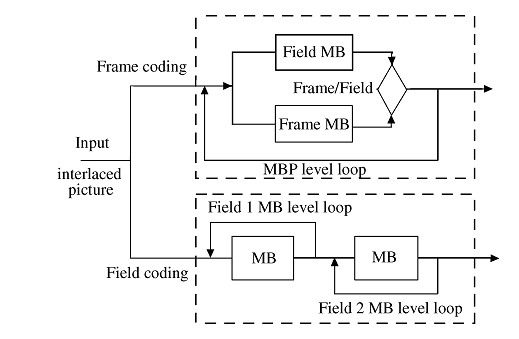 Field MB
Frame coding
Frame/Field
Frame MB
Input
interlaced
picture
MBP level loop
Field 1 MB level loop
MB
MB
Field coding
Field 2 MB level loop